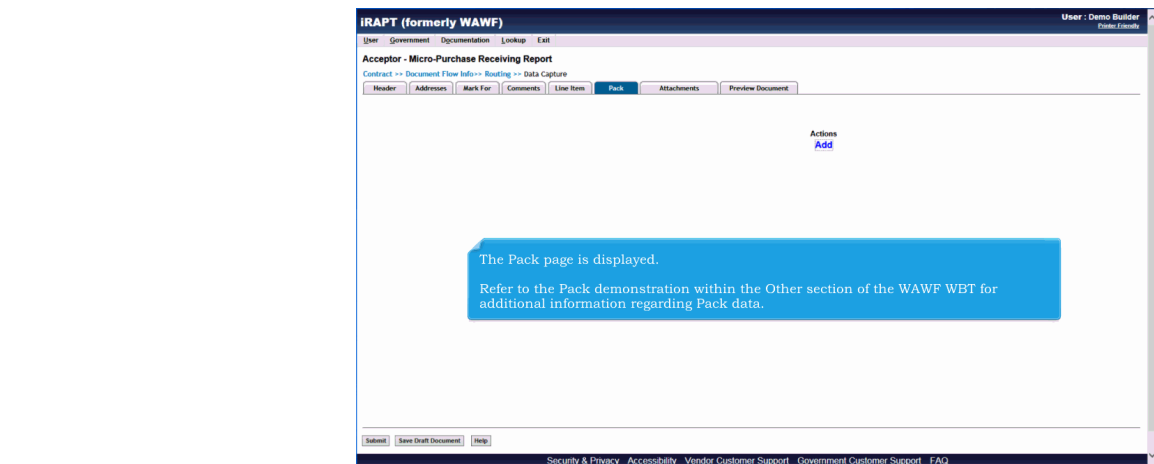 iRAPT (formerly WAWF)
User : Demo Builder
Printer Friendly
User Government Documentation Lookup Exit
Acceptor - Micro-Purchase Receiving Report
Contract >> Document Flow Info>> Routing >> Data Capture
Header Addresses Mark For Comments Line Item Pack Attachments Preview Document
Actions
Add
The Pack page is displayed.
Refer to the Pack demonstration within the Other section of the WAWF WBT for
additional information regarding Pack data.
Submit Save Draft Document Help
Security & Privacy Accessibility Vendor Customer Support Government Customer Support FAQ